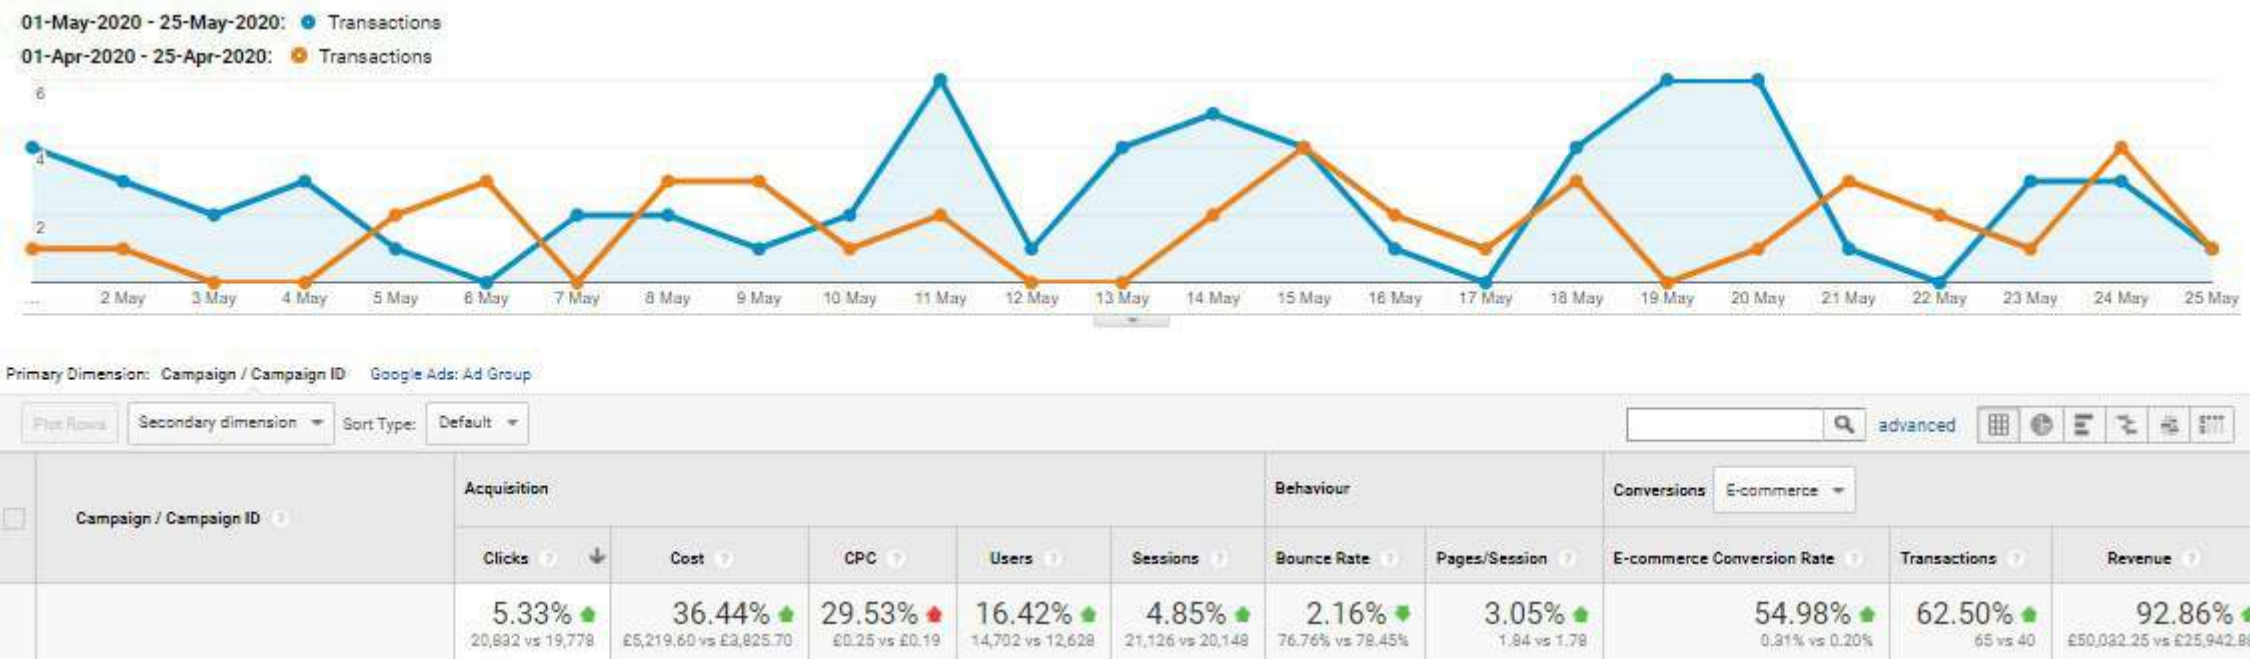 01-May-2020 - 25-May-2020: Transactions
01-Apr-2020 - 25-Apr-2020: Transactions
6
4
2
... 2 May 3 May 4 May 5 May 6 May 7 May 8 May 9 May 10 May 11 May 12 May 13 May 14 May 15 May 16 May 17 May 18 May 19 May 20 May 21 May 22 May 23 May 24 May 25 May
Primary Dimension: Campaign / Campaign ID Google Ads: Ad Group
Plot Rows Secondary dimension Sort Type: Default advanced
Acquisition Behaviour Conversions E-commerce
Campaign / Campaign ID ?
Clicks ? Cost ? CPC ? Users ? Sessions ? Bounce Rate ? Pages/Session ? E-commerce Conversion Rate ? Transactions ? Revenue ?
5.33% 36.44% 29.53% 16.42% 4.85% 2.16% 3.05% 54.98% 62.50% 92.86%
20,832 vs 19,778 £5,219.60 vs £3,825.70 £0.25 vs £0.19 14,702 vs 12,628 21,126 vs 20,148 76.76% vs 78.45% 1.84 vs 1.78 0.31% vs 0.20% 65 vs 40 £50,032.25 vs